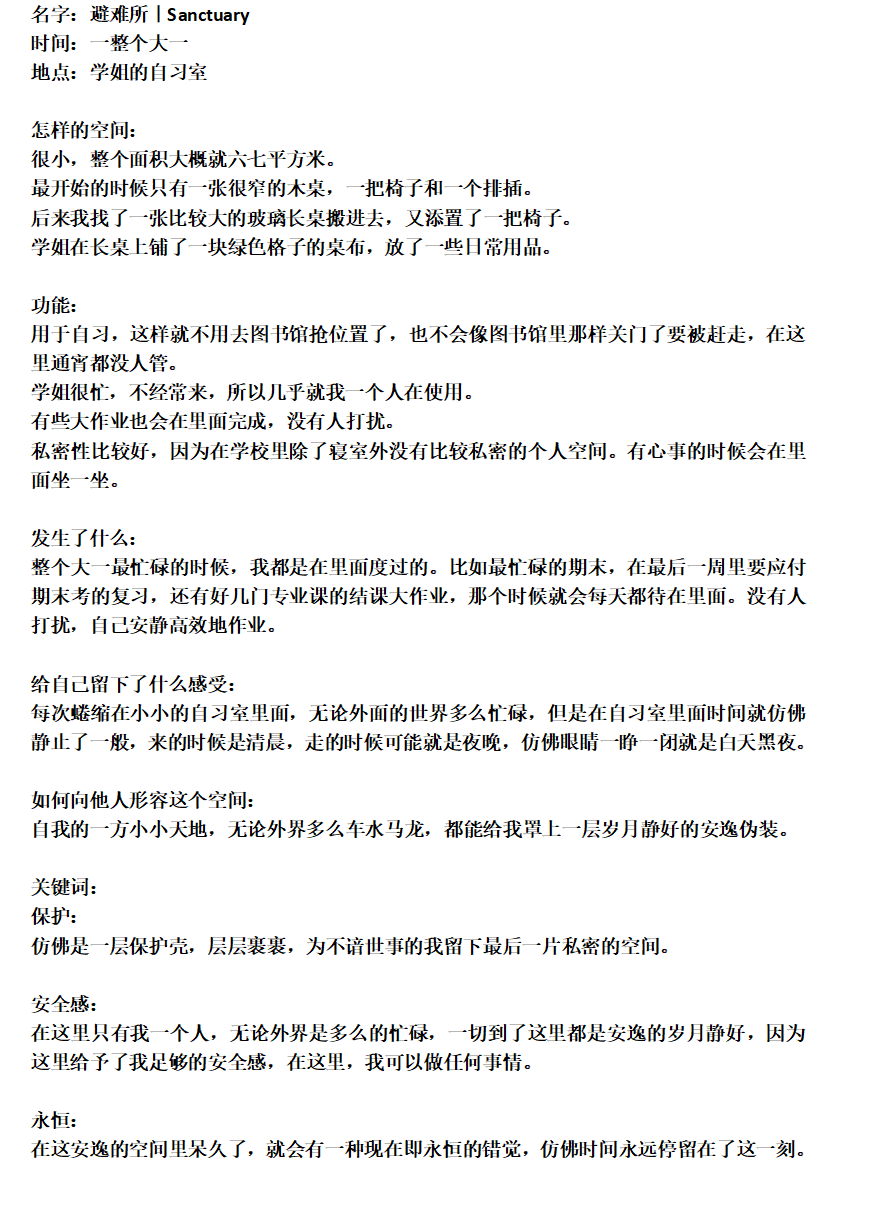 名字：避难所 | Sanctuary
时间：一整个大一
地点：学姐的自习室
怎样的空间：
很小，整个面积大概就六七平方米。
最开始的时候只有一张很窄的木桌，一把椅子和一个排插。
后来我找了一张比较大的玻璃长桌搬进去，又添置了一把椅子。
学姐在长桌上铺了一块绿色格子的桌布，放了一些日常用品。
功能：
用于自习，这样就不用去图书馆抢位置了，也不会像图书馆里那样关门了要被赶走，在这
里通宵都没人管。
学姐很忙，不经常来，所以几乎就我一个人在使用。
有些大作业也会在里面完成，没有人打扰。
私密性比较好，因为在学校里除了寝室外没有比较私密的个人空间。有心事的时候会在里
面坐一坐。
发生了什么：
整个大一最忙碌的时候，我都是在里面度过的。比如最忙碌的期末，在最后一周里要应付
期末考的复习，还有好几门专业课的结课大作业，那个时候就会每天都待在里面。没有人
打扰，自己安静高效地作业。
给自己留下了什么感受：
每次蜷缩在小小的自习室里面，无论外面的世界多么忙碌，但是在自习室里面时间就仿佛
静止了一般，来的时候是清晨，走的时候可能就是夜晚，仿佛眼睛一睁一闭就是白天黑夜。
如何向他人形容这个空间：
自我的一方小小天地，无论外界多么车水马龙，都能给我罩上一层岁月静好的安逸伪装。
关键词：
保护：
仿佛是一层保护壳，层层裹裹，为不谙世事的我留下最后一片私密的空间。
安全感：
在这里只有我一个人，无论外界是多么的忙碌，一切到了这里都是安逸的岁月静好，因为
这里给予了我足够的安全感，在这里，我可以做任何事情。
永恒：
在这安逸的空间里呆久了，就会有一种现在即永恒的错觉，仿佛时间永远停留在了这一刻。